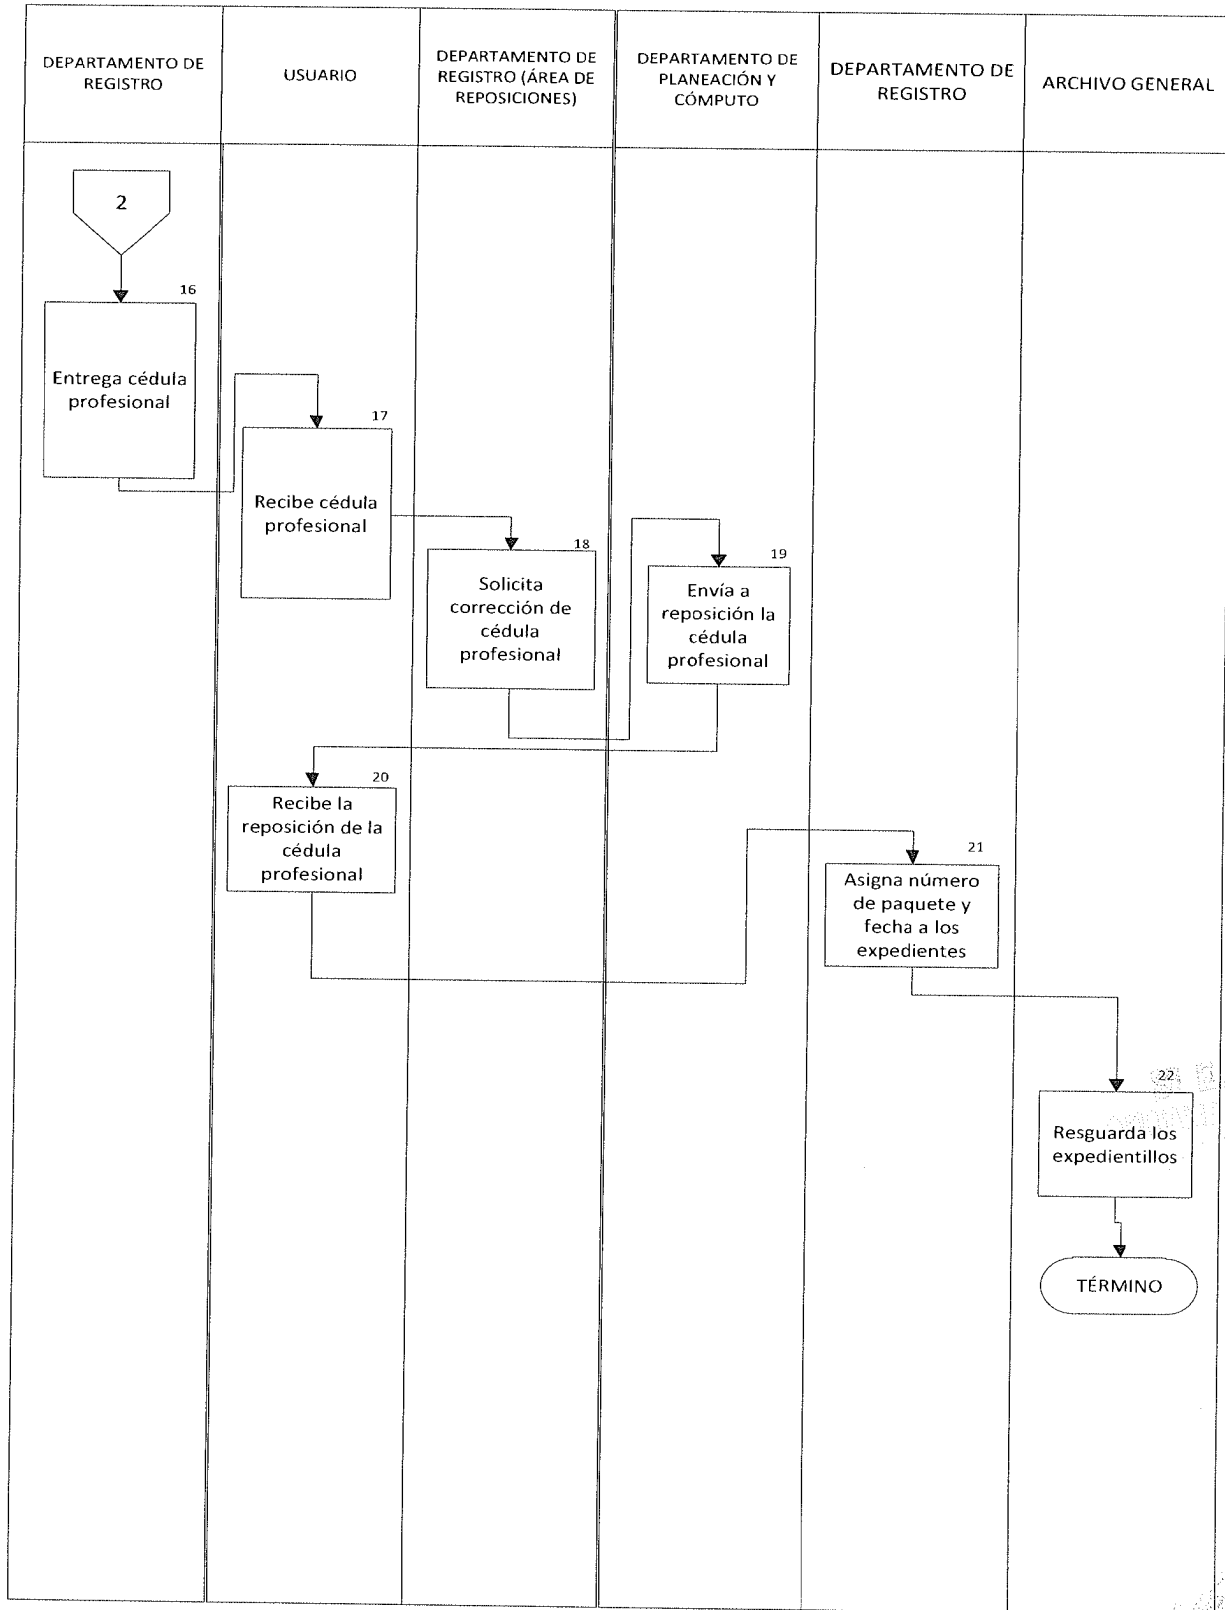 DEPARTAMENTO DE
REGISTRO
USUARIO
DEPARTAMENTO DE
REGISTRO (ÁREA DE
REPOSICIONES)
DEPARTAMENTO DE
PLANEACIÓN Y
CÓMPUTO
DEPARTAMENTO DE
REGISTRO
ARCHIVO GENERAL
2
16
Entrega cédula
profesional
17
Recibe cédula
profesional
18
Solicita
corrección de
cédula
profesional
19
Envía a
reposición la
cédula
profesional
20
Recibe la
reposición de la
cédula
profesional
21
Asigna número
de paquete y
fecha a los
expedientes
22
Resguarda los
expedientillos
TÉRMINO